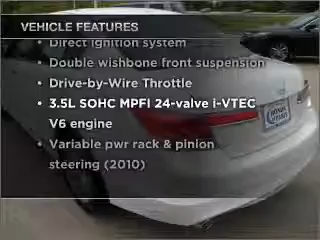 VEHICLE FEATURES
• Direct ignition system
• Double wishbone front suspension
• Drive-by-Wire Throttle
• 3.5L SOHC MPFI 24-valve i-VTEC
V6 engine
• Variable pwr rack & pinion
steering (2010)